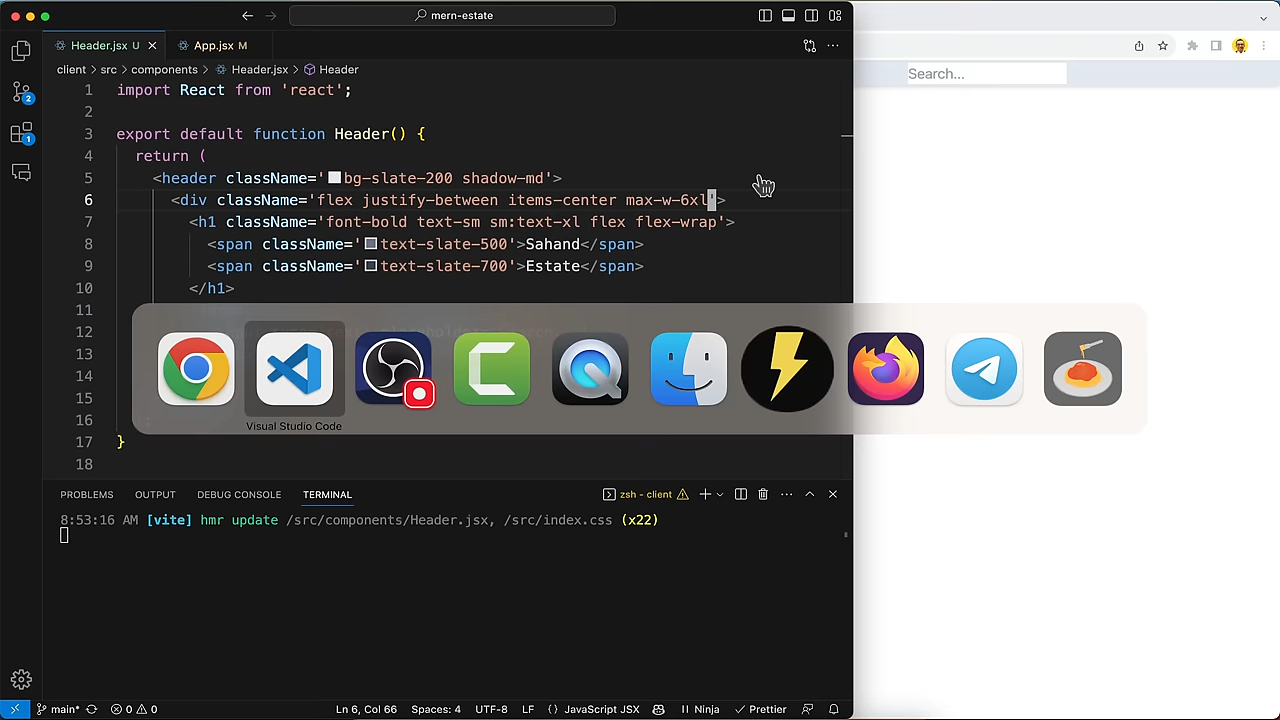 mern-estate
Header.jsx U
App.jsx M
client > src > components > Header.jsx > Header
Search...
1 import React from 'react';
2
3 export default function Header() {
4 return (
5 <header className='bg-slate-200 shadow-md'>
6 <div className='flex justify-between items-center max-w-6xl'>
7 <h1 className='font-bold text-sm sm:text-xl flex flex-wrap'>
8 <span className='text-slate-500'>Sahand</span>
9 <span className='text-slate-700'>Estate</span>
10 </h1>
11
12
13
14
15
16
17 }
18
Visual Studio Code
2
1
PROBLEMS OUTPUT DEBUG CONSOLE TERMINAL
zsh - client
8:53:16 AM [vite] hmr update /src/components/Header.jsx, /src/index.css (x22)
main* 0 0 Ln 6, Col 66 Spaces: 4 UTF-8 LF { } JavaScript JSX Ninja Prettier